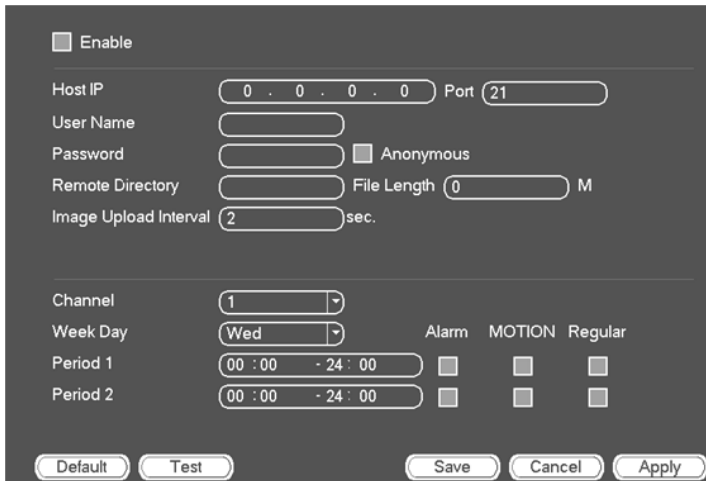 Enable
Host IP 0 . 0 . 0 . 0 Port 21
User Name
Password Anonymous
Remote Directory File Length 0 M
Image Upload Interval 2 sec.
Channel 1
Week Day Wed Alarm MOTION Regular
Period 1 00 :00 - 24: 00
Period 2 00 :00 - 24: 00
Default Test Save Cancel Apply